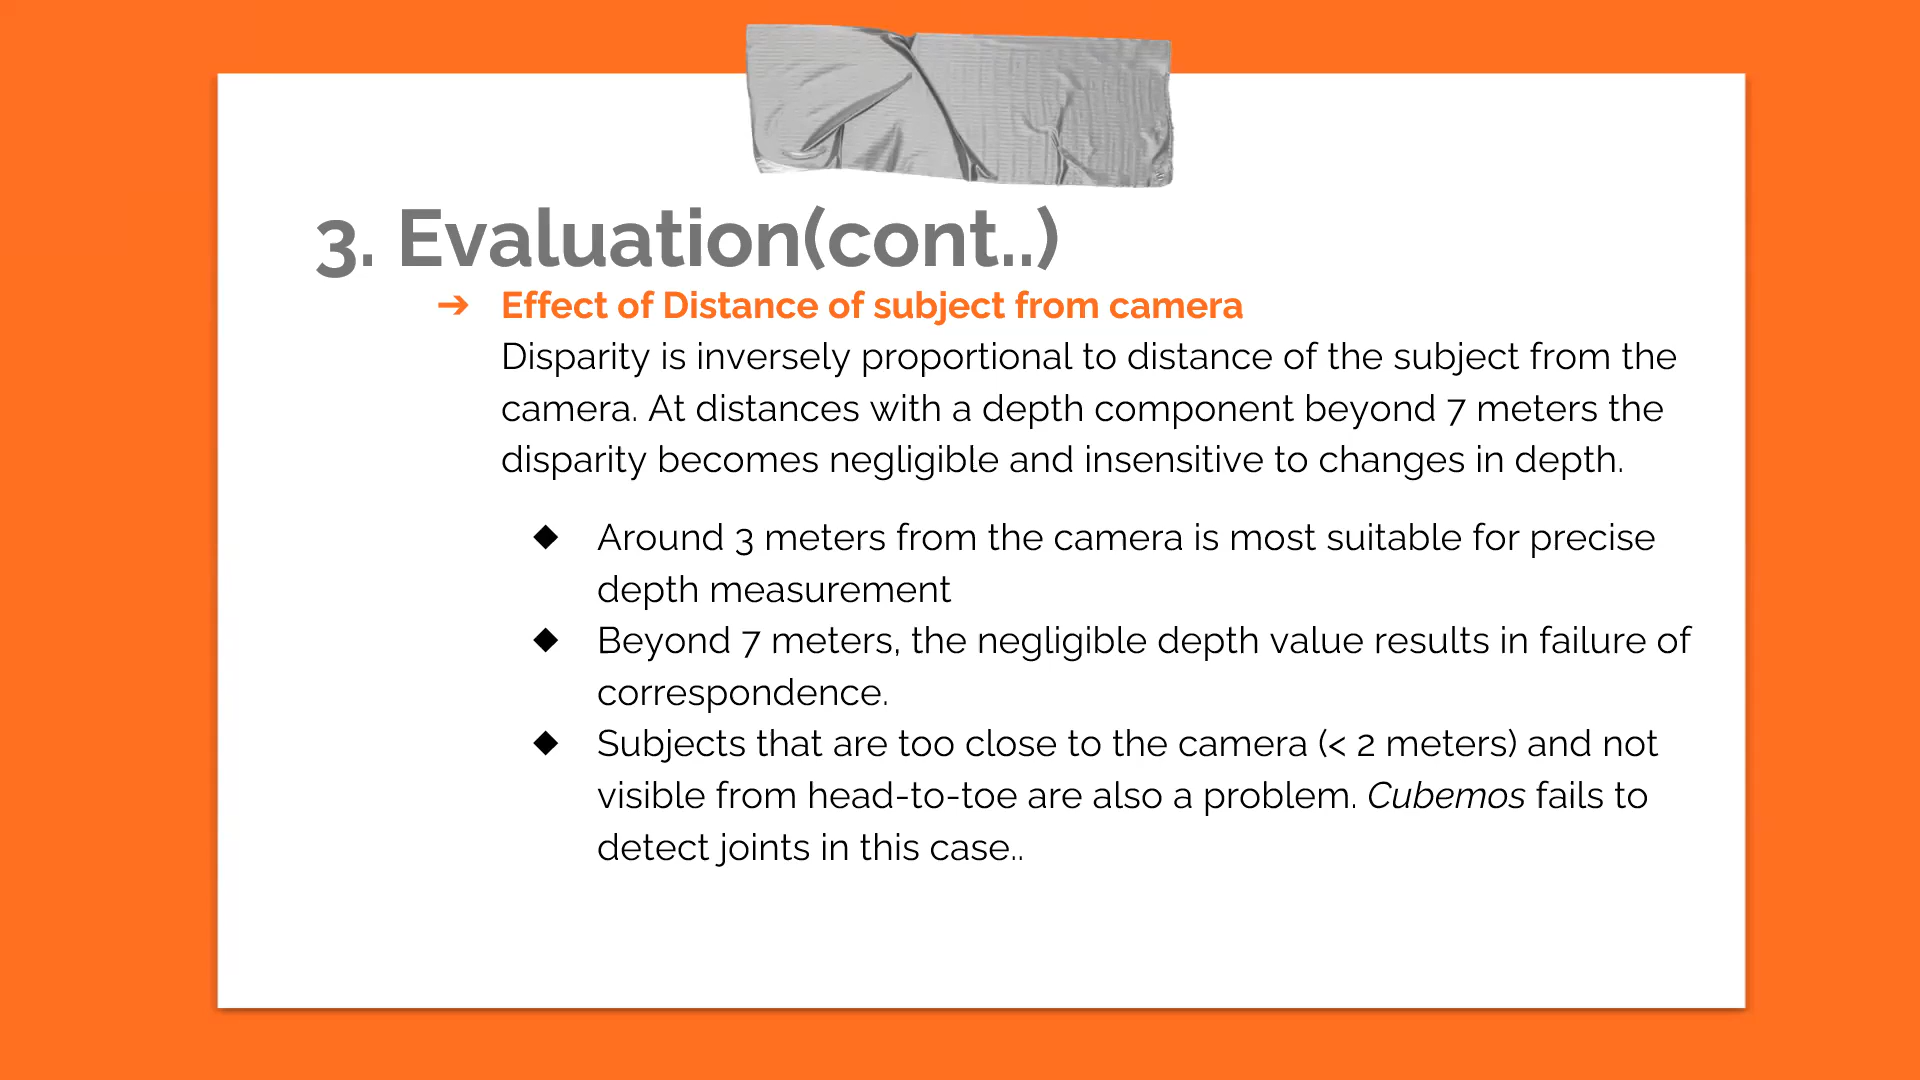 3. Evaluation(cont..)
➔ Effect of Distance of subject from camera
Disparity is inversely proportional to distance of the subject from the
camera. At distances with a depth component beyond 7 meters the
disparity becomes negligible and insensitive to changes in depth.
◆ Around 3 meters from the camera is most suitable for precise
depth measurement
◆ Beyond 7 meters, the negligible depth value results in failure of
correspondence.
◆ Subjects that are too close to the camera (< 2 meters) and not
visible from head-to-toe are also a problem. Cubemos fails to
detect joints in this case..